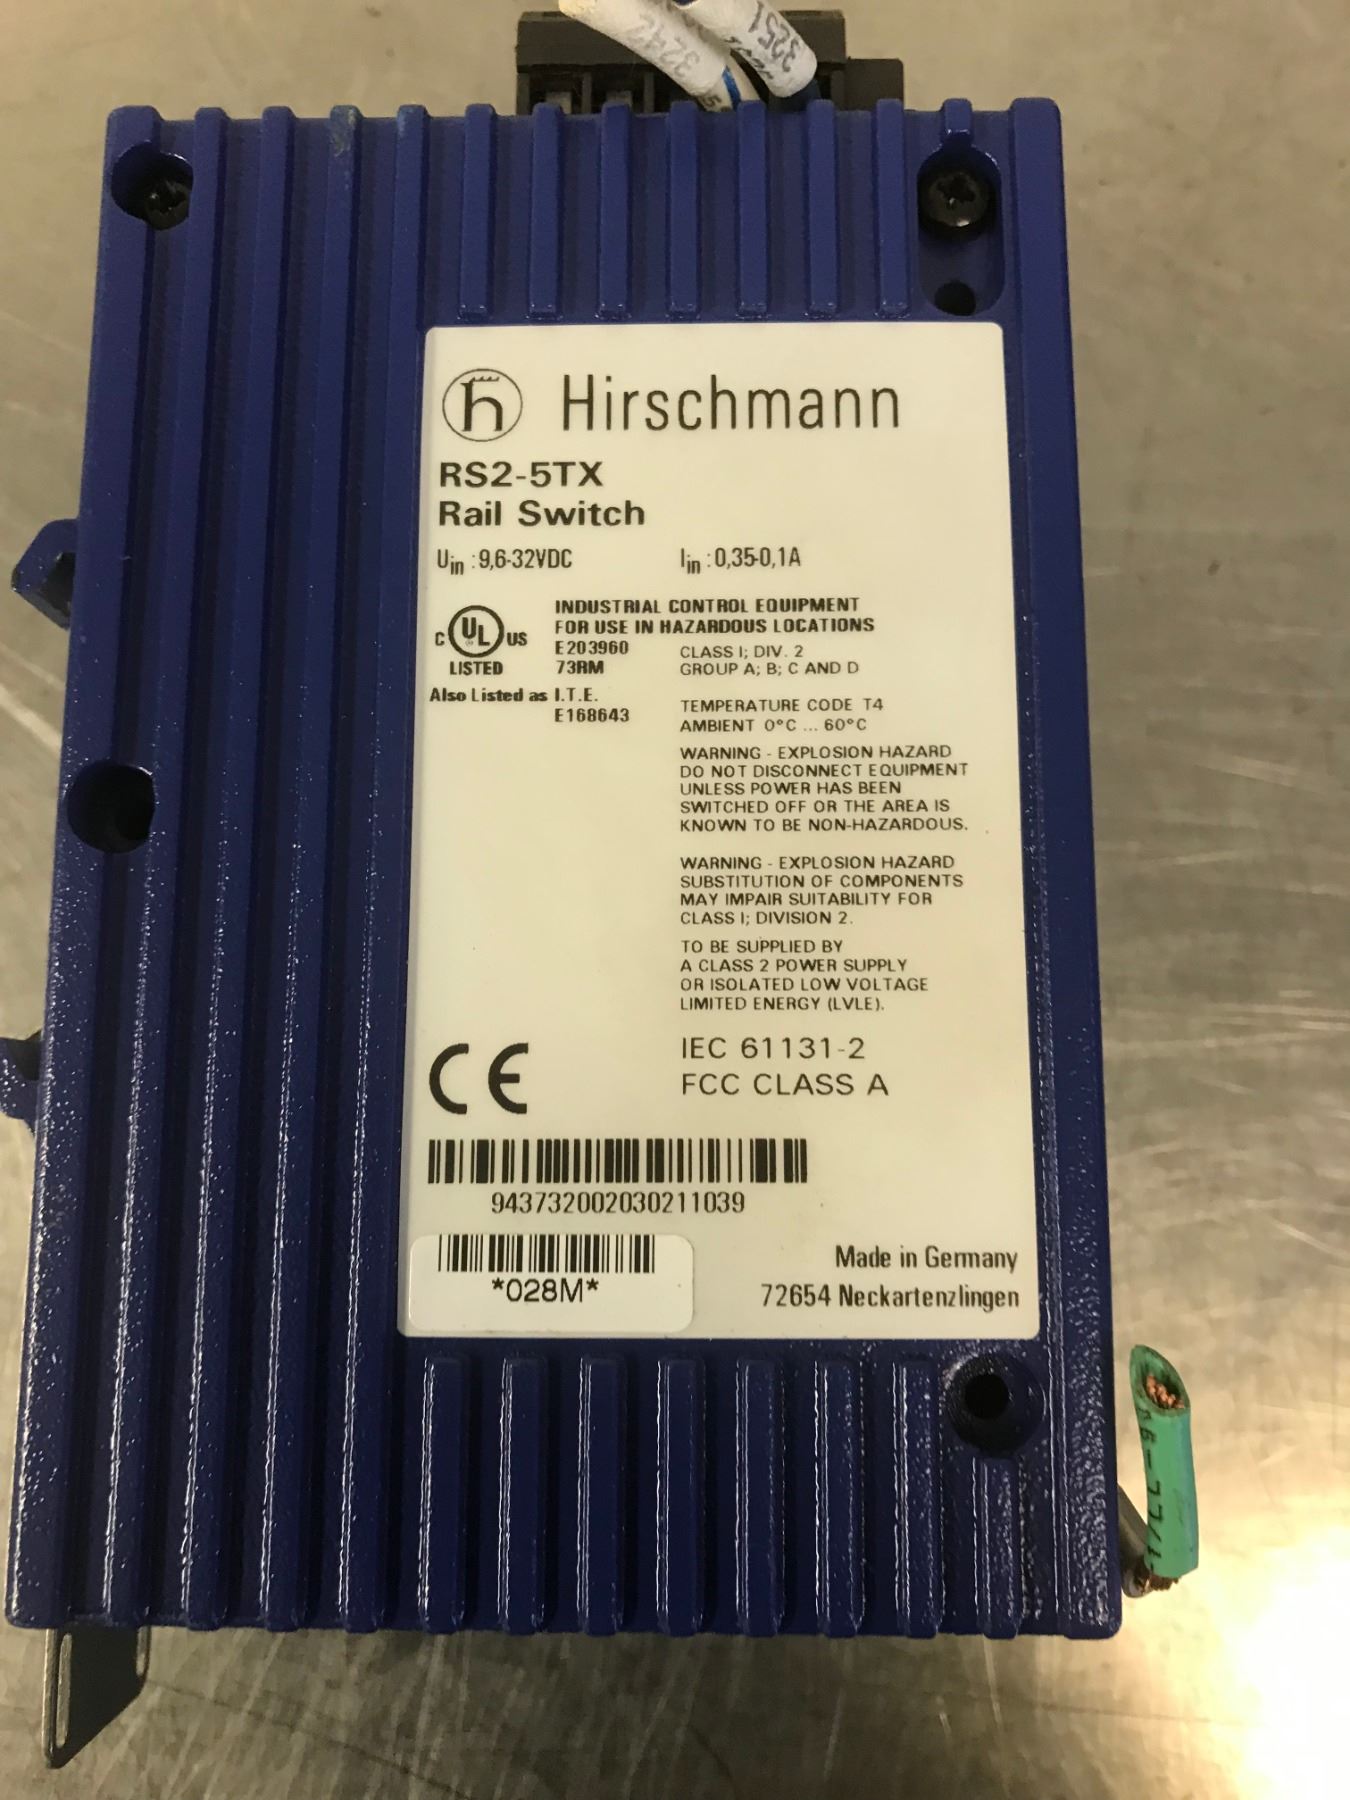 3242
3251
Hirschmann
RS2-5TX
Rail Switch
Uin : 9,6-32VDC Iin : 0,35-0,1A
INDUSTRIAL CONTROL EQUIPMENT
FOR USE IN HAZARDOUS LOCATIONS
C UL US
LISTED
E203960
73RM
CLASS I; DIV. 2
GROUP A; B; C AND D
Also Listed as I.T.E.
E168643
TEMPERATURE CODE T4
AMBIENT 0°C ... 60°C
WARNING - EXPLOSION HAZARD
DO NOT DISCONNECT EQUIPMENT
UNLESS POWER HAS BEEN
SWITCHED OFF OR THE AREA IS
KNOWN TO BE NON-HAZARDOUS.
WARNING - EXPLOSION HAZARD
SUBSTITUTION OF COMPONENTS
MAY IMPAIR SUITABILITY FOR
CLASS I; DIVISION 2.
TO BE SUPPLIED BY
A CLASS 2 POWER SUPPLY
OR ISOLATED LOW VOLTAGE
LIMITED ENERGY (LVLE).
CE
IEC 61131-2
FCC CLASS A
943732002030211039
*028M*
Made in Germany
72654 Neckartenzlingen